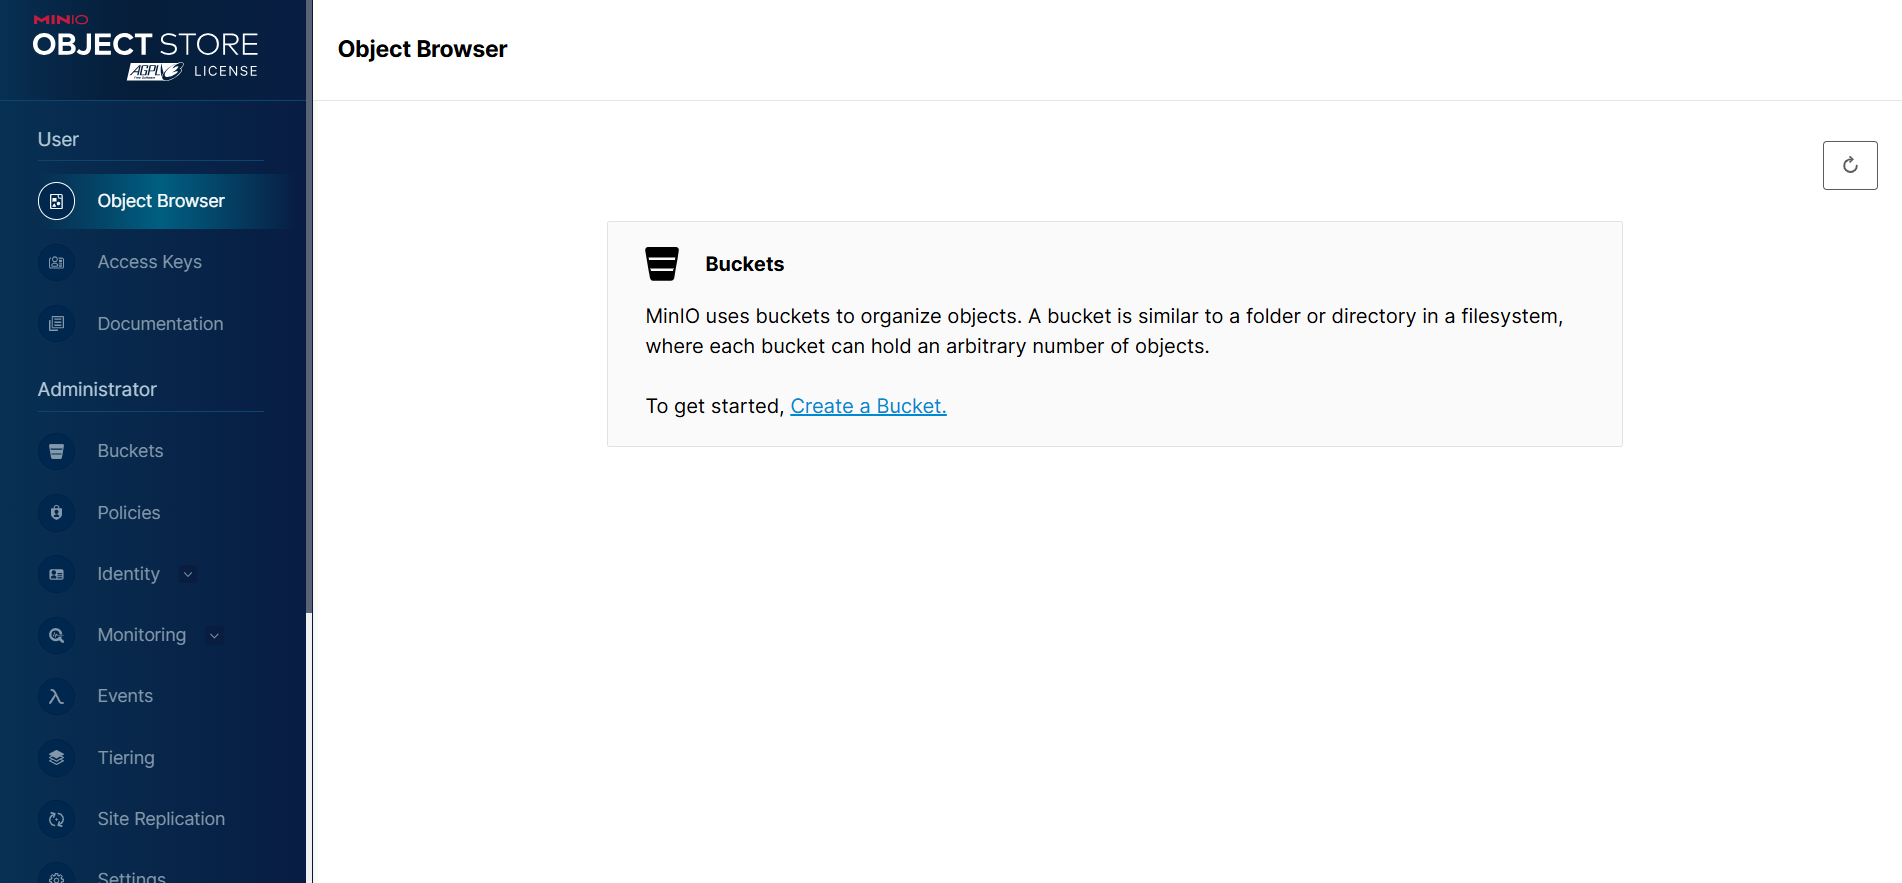 MINIO
OBJECT STORE
AGPLv3 LICENSE
User
Object Browser
Access Keys
Documentation
Administrator
Buckets
Policies
Identity
Monitoring
Events
Tiering
Site Replication
Settings
Object Browser
Buckets
MinIO uses buckets to organize objects. A bucket is similar to a folder or directory in a filesystem,
where each bucket can hold an arbitrary number of objects.
To get started, Create a Bucket.